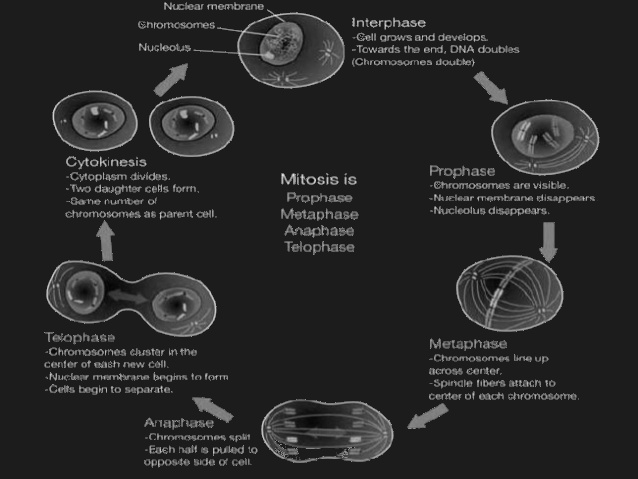 Nuclear membrane
Chromosomes
Nucleolus
Interphase
-Cell grows and develops.
-Towards the end, DNA doubles
(Chromosomes double)
Prophase
-Chromosomes are visible.
-Nuclear membrane disappears
-Nucleolus disappears.
Metaphase
-Chromosomes line up
across center.
-Spindle fibers attach to
center of each chromosome.
Anaphase
-Chromosomes split
-Each half is pulled to
opposite side of cell.
Telophase
-Chromosomes cluster in the
center of each new cell.
-Nuclear membrane begins to form
-Cells begin to separate.
Cytokinesis
-Cytoplasm divides.
-Two daughter cells form.
-Same number of
chromosomes as parent cell.
Mitosis is
Prophase
Metaphase
Anaphase
Telophase